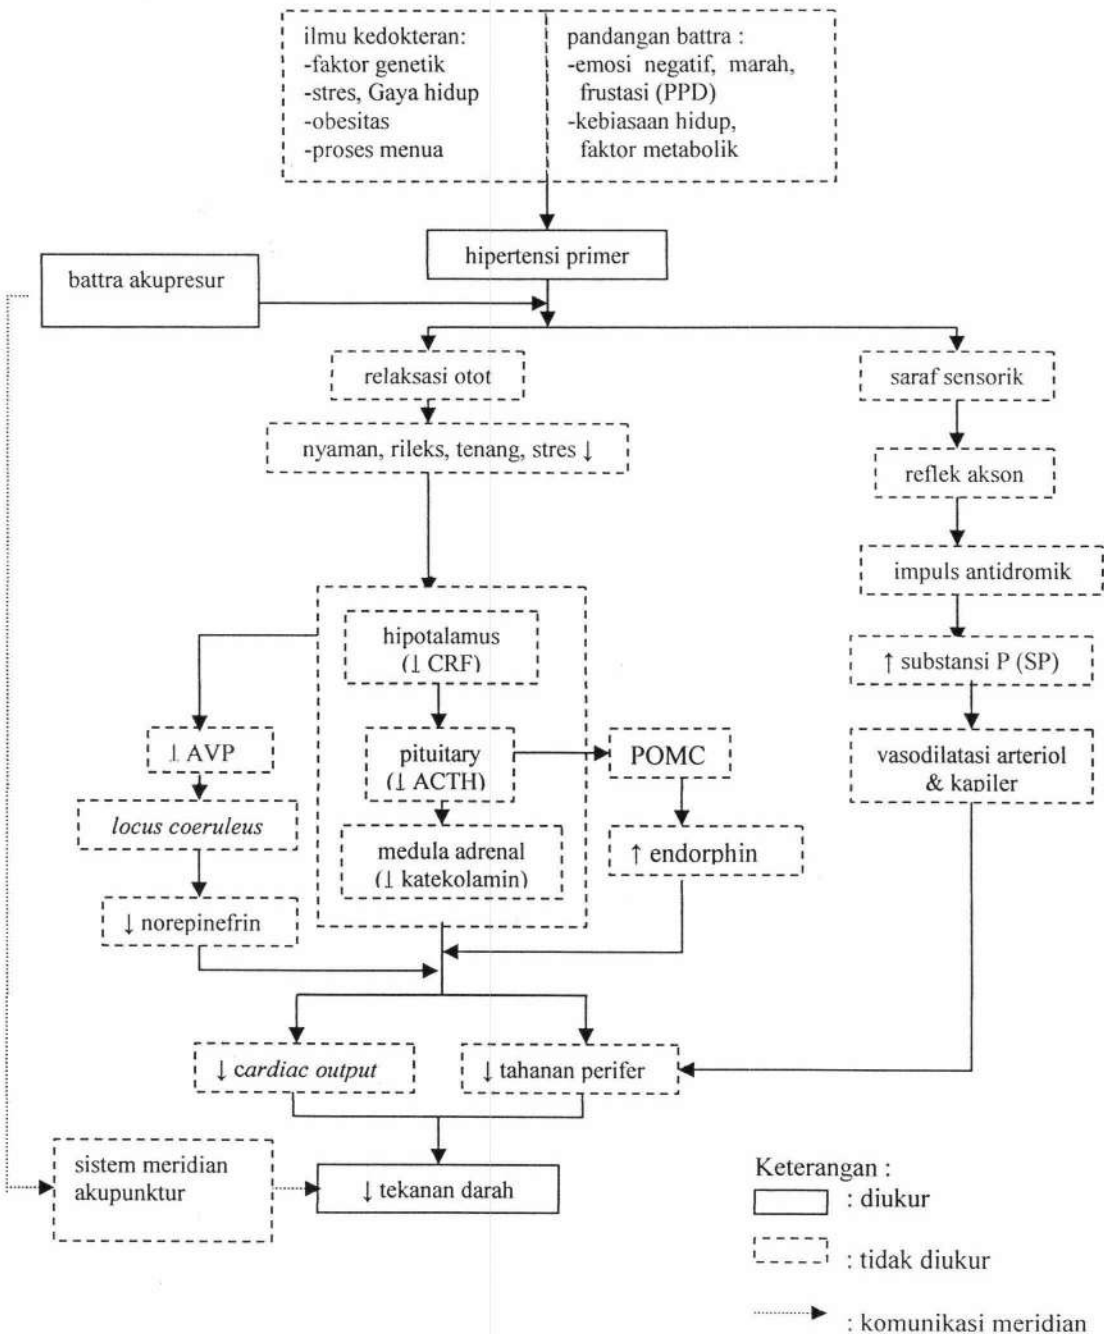 ilmu kedokteran:
-faktor genetik
-stres, Gaya hidup
-obesitas
-proses menua
pandangan battra :
-emosi negatif, marah,
frustasi (PPD)
-kebiasaan hidup,
faktor metabolik
hipertensi primer
battra akupresur
relaksasi otot
saraf sensorik
nyaman, rileks, tenang, stres ↓
reflek akson
impuls antidromik
hipotalamus
(↓ CRF)
↑ substansi P (SP)
↓ AVP
pituitary
(↓ ACTH)
POMC
vasodilatasi arteriol
& kapiler
locus coeruleus
medula adrenal
(↓ katekolamin)
↑ endorphin
↓ norepinefrin
↓ cardiac output
↓ tahanan perifer
sistem meridian
akupunktur
↓ tekanan darah
Keterangan :
: diukur
: tidak diukur
: komunikasi meridian